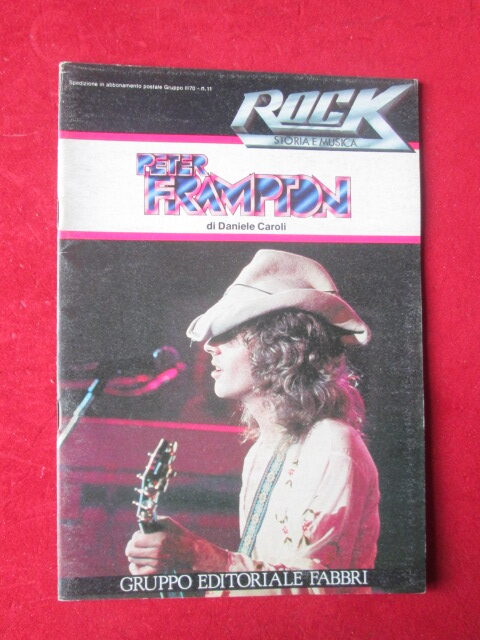 Spedizione in abbonamento postale Gruppo II/70 - n. 11
ROCK
STORIA E MUSICA
PETER
FRAMPTON
di Daniele Caroli
GRUPPO EDITORIALE FABBRI